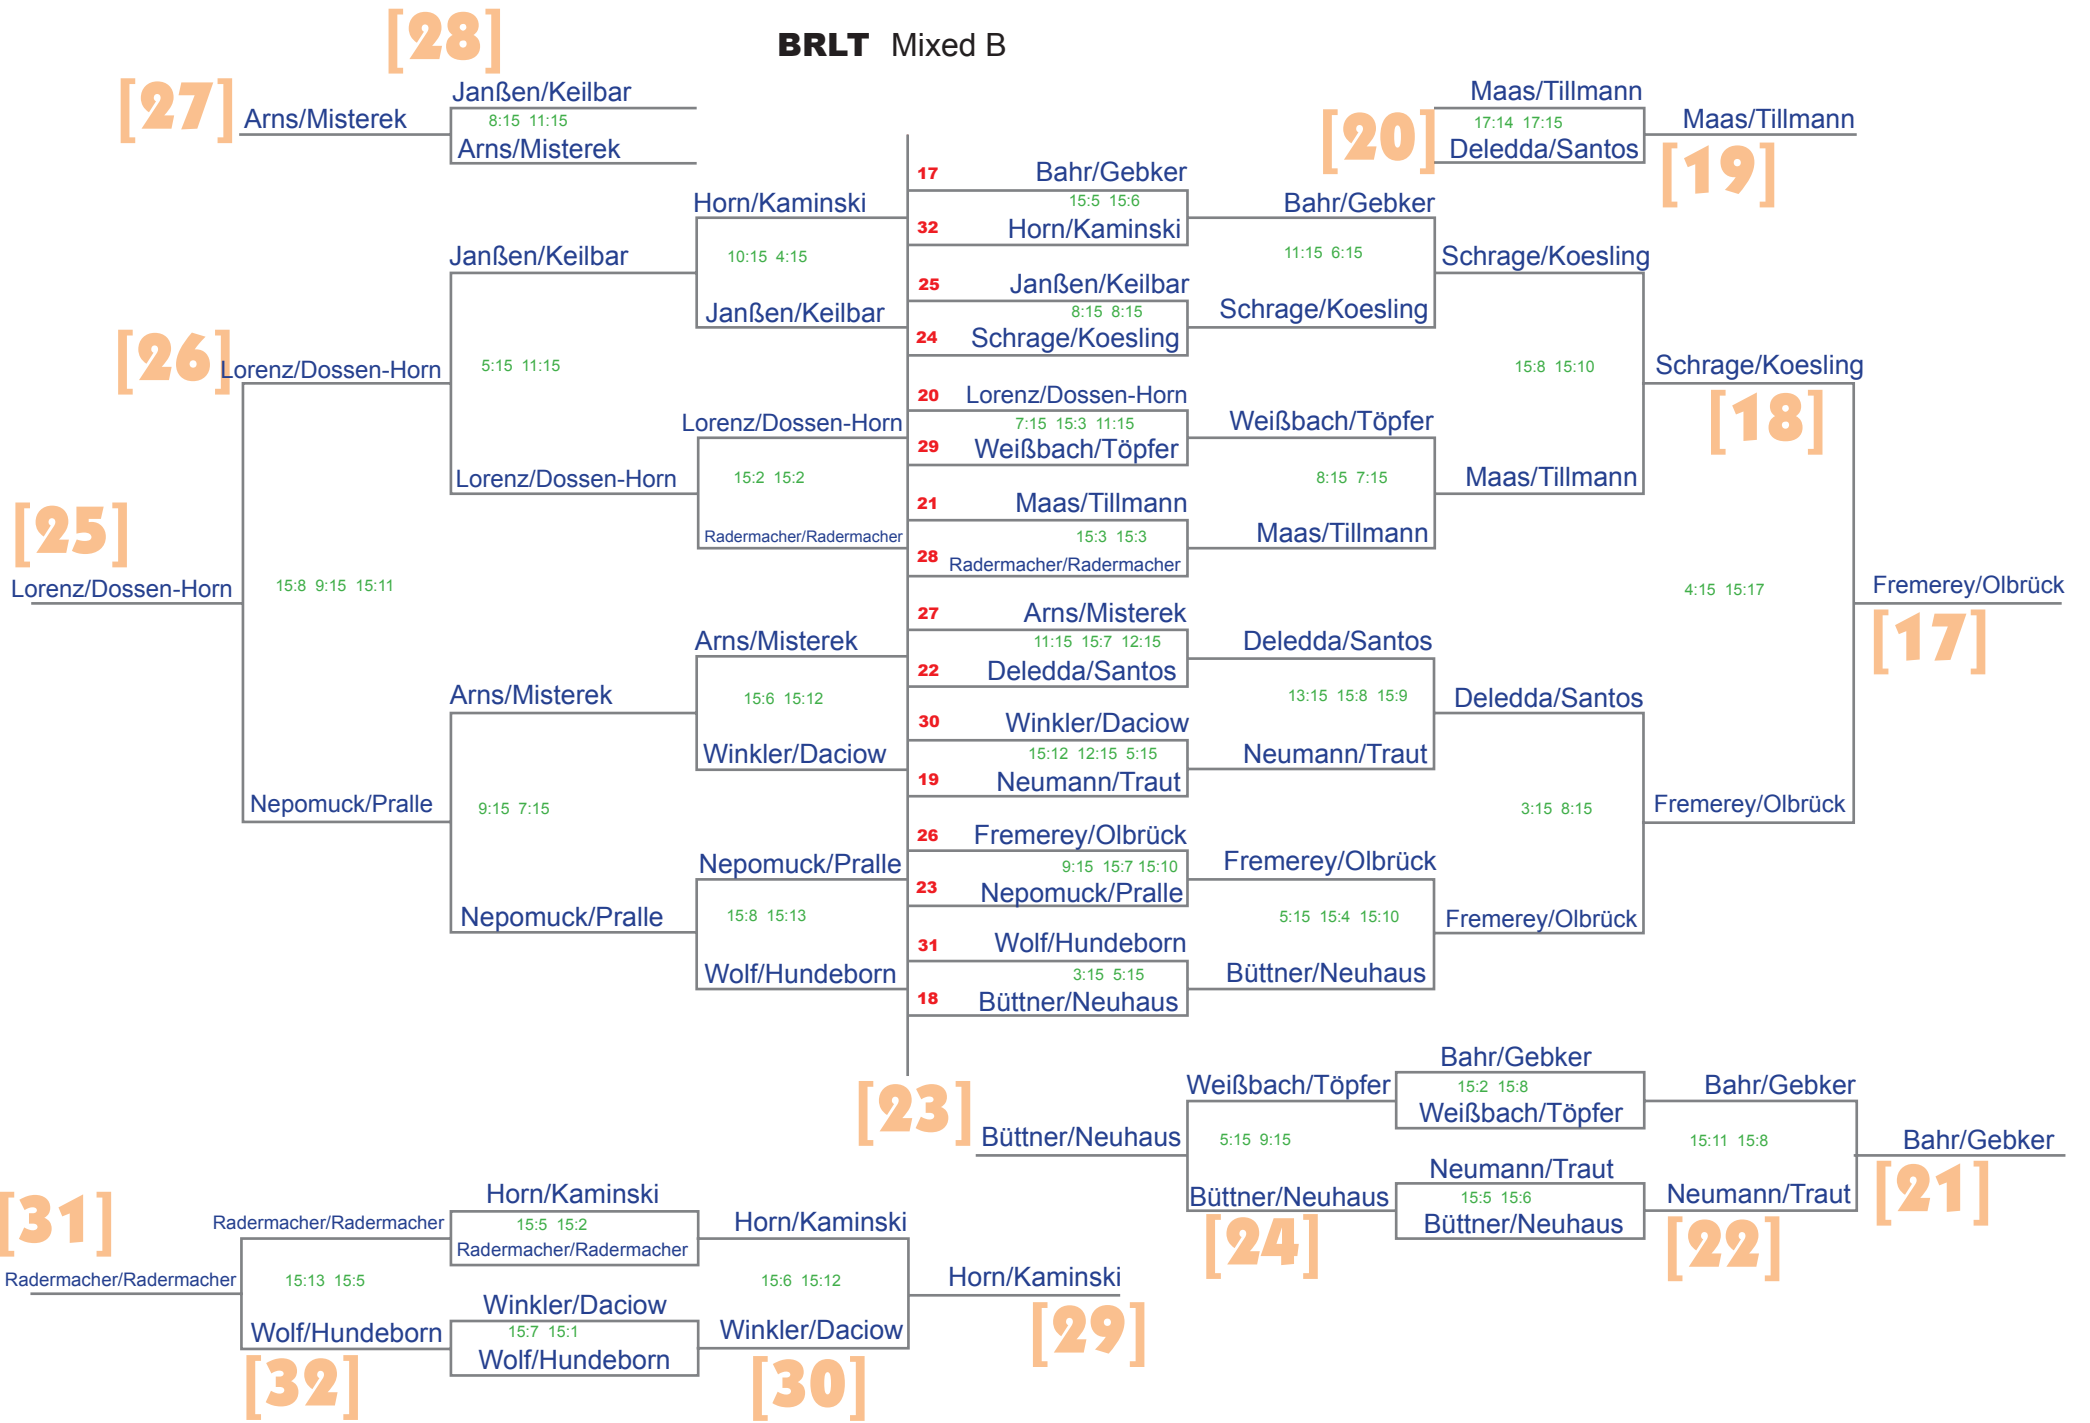 [28]
BRLT Mixed B
[27]
Arns/Misterek
Janßen/Keilbar
8:15 11:15
Arns/Misterek
[20]
Maas/Tillmann
17:14 17:15
Deledda/Santos
Maas/Tillmann
[19]
17 Bahr/Gebker
15:5 15:6
32 Horn/Kaminski
25 Janßen/Keilbar
8:15 8:15
24 Schrage/Koesling
20 Lorenz/Dossen-Horn
7:15 15:3 11:15
29 Weißbach/Töpfer
21 Maas/Tillmann
15:3 15:3
28 Radermacher/Radermacher
27 Arns/Misterek
11:15 15:7 12:15
22 Deledda/Santos
30 Winkler/Daciow
15:12 12:15 5:15
19 Neumann/Traut
26 Fremerey/Olbrück
9:15 15:7 15:10
23 Nepomuck/Pralle
31 Wolf/Hundeborn
3:15 5:15
18 Büttner/Neuhaus
Bahr/Gebker
11:15 6:15
Schrage/Koesling
Weißbach/Töpfer
8:15 7:15
Maas/Tillmann
Deledda/Santos
13:15 15:8 15:9
Neumann/Traut
Fremerey/Olbrück
5:15 15:4 15:10
Büttner/Neuhaus
Schrage/Koesling
15:8 15:10
Maas/Tillmann
Deledda/Santos
3:15 8:15
Fremerey/Olbrück
Schrage/Koesling
[18]
4:15 15:17
Fremerey/Olbrück
Fremerey/Olbrück
[17]
Horn/Kaminski
10:15 4:15
Janßen/Keilbar
Lorenz/Dossen-Horn
15:2 15:2
Radermacher/Radermacher
Arns/Misterek
15:6 15:12
Winkler/Daciow
Nepomuck/Pralle
15:8 15:13
Wolf/Hundeborn
Janßen/Keilbar
5:15 11:15
Lorenz/Dossen-Horn
Arns/Misterek
9:15 7:15
Nepomuck/Pralle
[26]
Lorenz/Dossen-Horn
15:8 9:15 15:11
Nepomuck/Pralle
[25]
Lorenz/Dossen-Horn
[23]
Büttner/Neuhaus
Weißbach/Töpfer
5:15 9:15
Büttner/Neuhaus
[24]
Bahr/Gebker
15:2 15:8
Weißbach/Töpfer
Neumann/Traut
15:5 15:6
Büttner/Neuhaus
Bahr/Gebker
15:11 15:8
Neumann/Traut
[22]
Bahr/Gebker
[21]
[31]
Radermacher/Radermacher
Radermacher/Radermacher
15:13 15:5
Wolf/Hundeborn
[32]
Horn/Kaminski
15:5 15:2
Radermacher/Radermacher
Winkler/Daciow
15:7 15:1
Wolf/Hundeborn
Horn/Kaminski
15:6 15:12
Winkler/Daciow
[30]
Horn/Kaminski
[29]